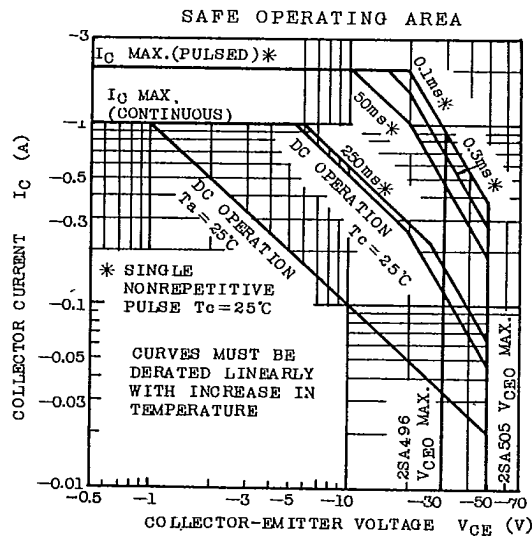 SAFE OPERATING AREA
-3
IC MAX.(PULSED)*
IC MAX.
(CONTINUOUS)
0.1ms*
50ms*
0.3ms*
250ms*
DC OPERATION
Tc=25℃
DC OPERATION
Ta=25℃
-1
-0.5
-0.3
-0.1
-0.05
-0.03
-0.01
COLLECTOR CURRENT IC (A)
* SINGLE
NONREPETITIVE
PULSE Tc=25℃
CURVES MUST BE
DERATED LINEARLY
WITH INCREASE IN
TEMPERATURE
2SA496
VCEO MAX.
2SA505 VCEO MAX.
-0.5 -1 -3 -5 -10 -30 -50 -70
COLLECTOR-EMITTER VOLTAGE VCE (V)